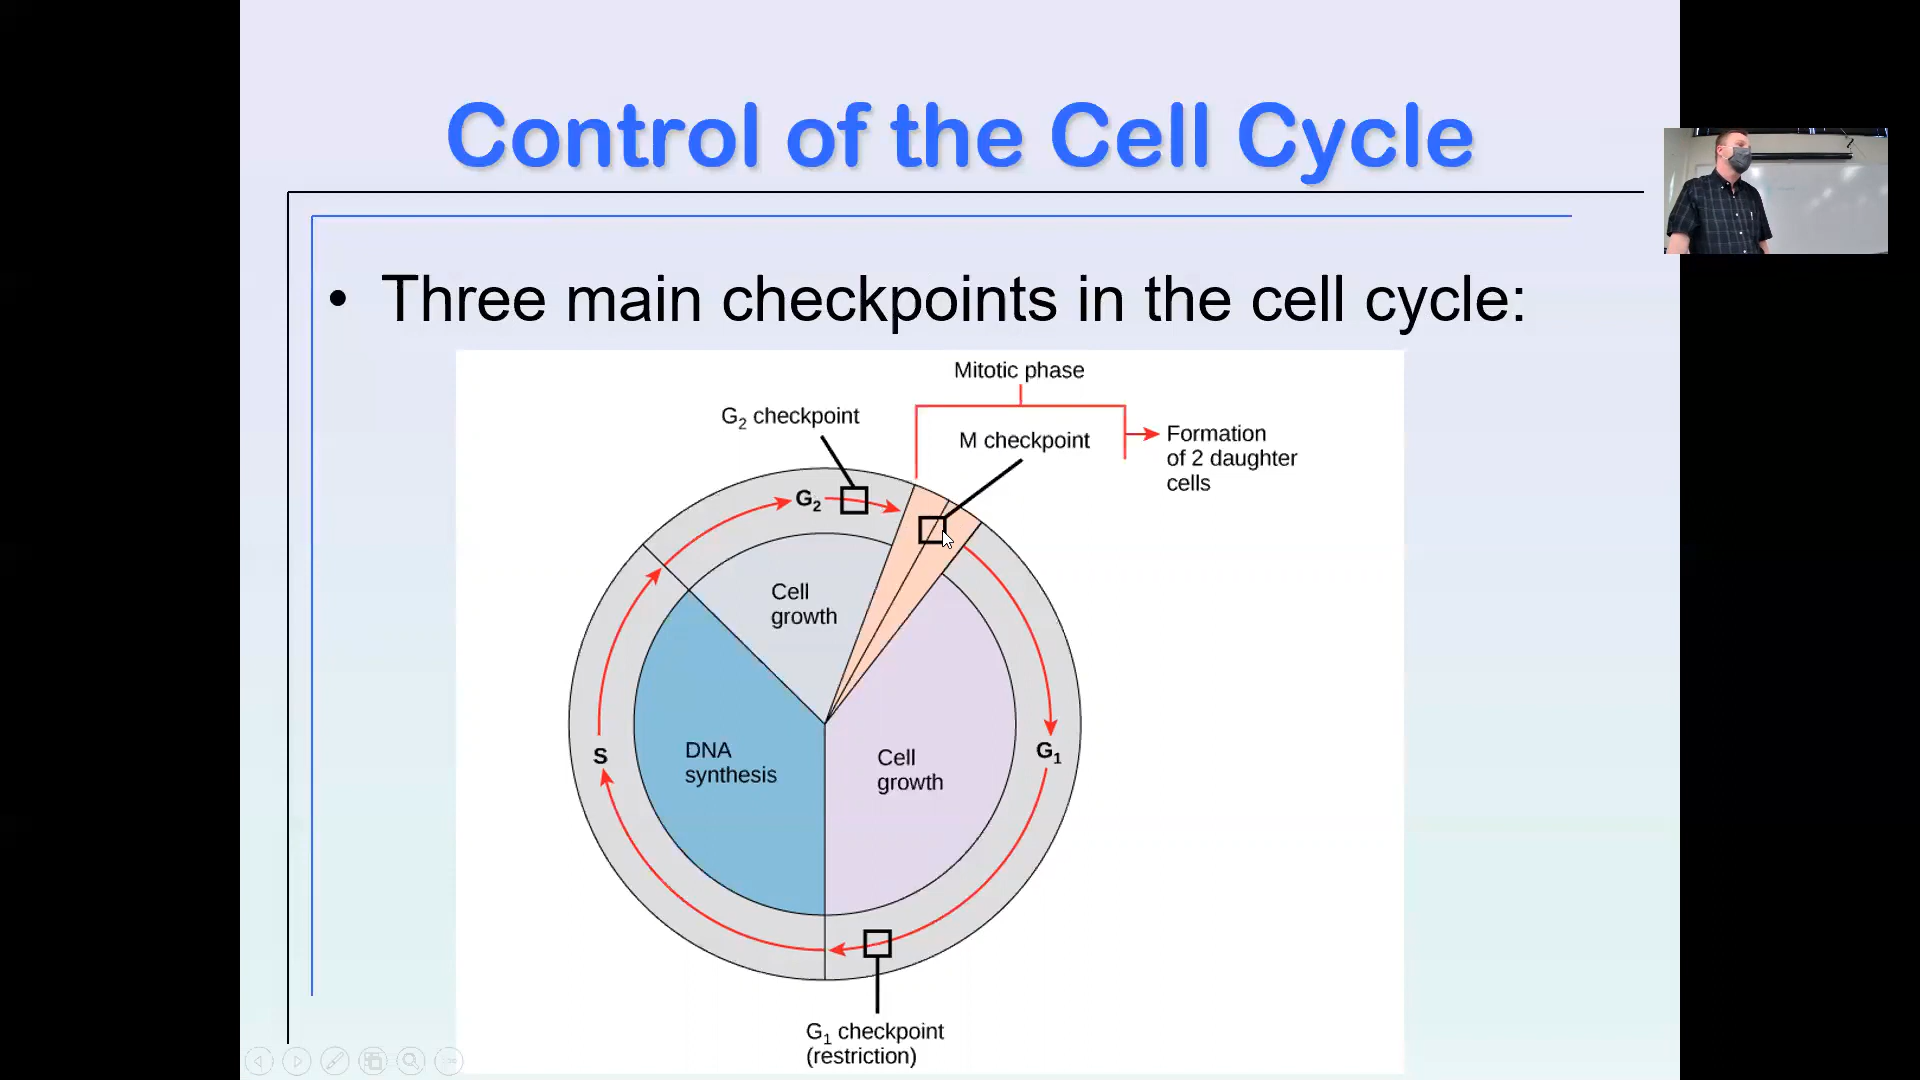 Control of the Cell Cycle
• Three main checkpoints in the cell cycle:
Mitotic phase
G₂ checkpoint
M checkpoint
Formation
of 2 daughter
cells
G₂
Cell
growth
DNA
synthesis
Cell
growth
S
G₁
G₁ checkpoint
(restriction)